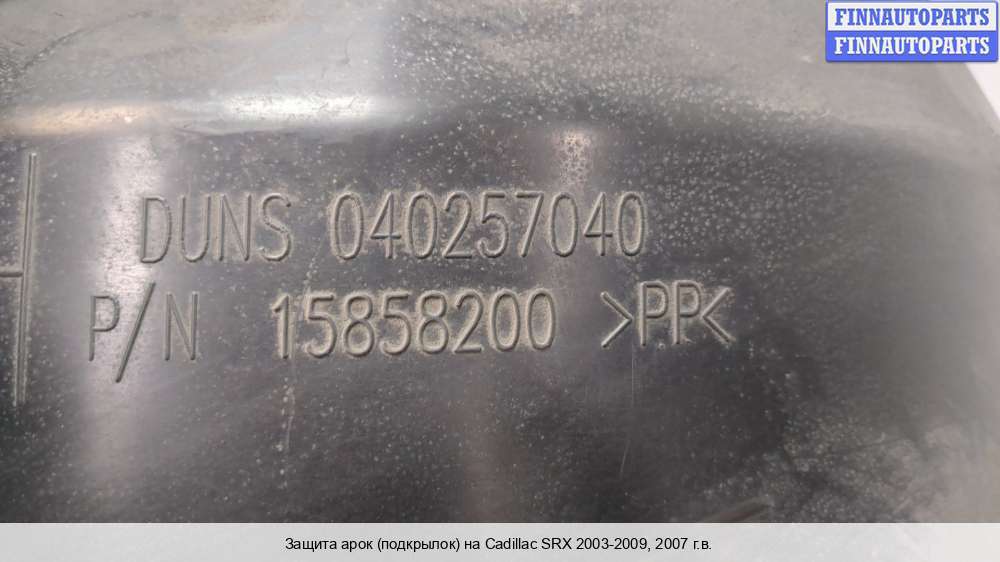 FINNAUTOPARTS
FINNAUTOPARTS
DUNS 040257040
P/N 15858200 >PP<
Защита арок (подкрылок) на Cadillac SRX 2003-2009, 2007 г.в.